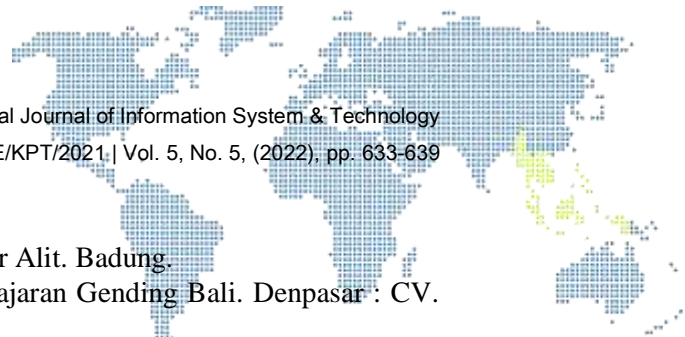 al Journal of Information System & Technology
E/KPT/2021 | Vol. 5, No. 5, (2022), pp. 633-639
r Alit. Badung.
ajaran Gending Bali. Denpasar : CV.